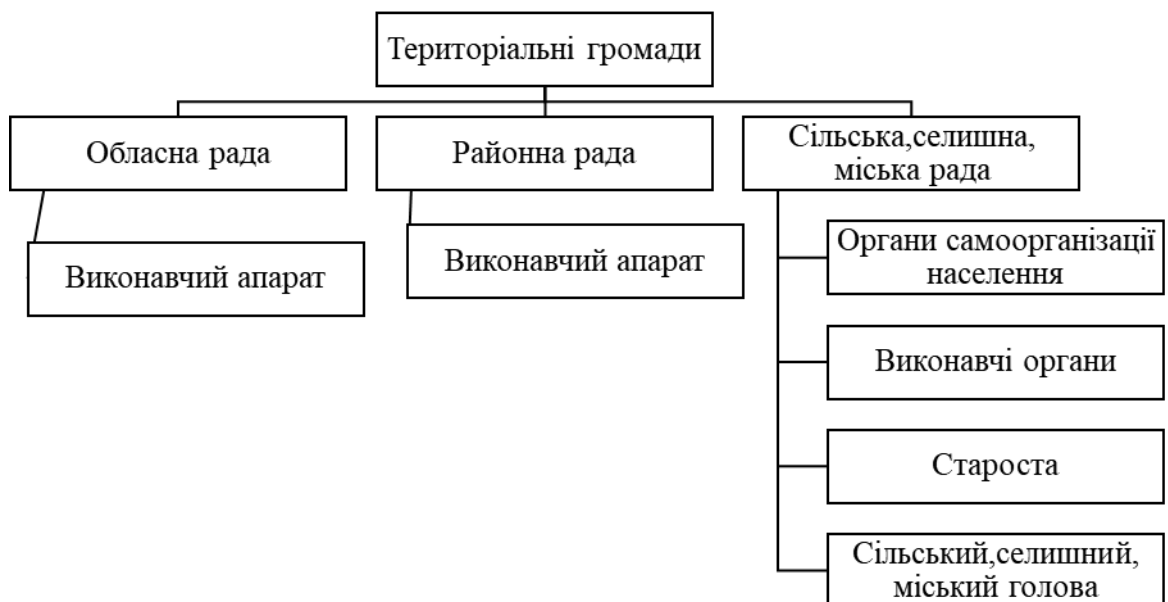 Територіальні громади
Обласна рада
Районна рада
Сільська,селишна,
міська рада
Виконавчий апарат
Виконавчий апарат
Органи самоорганізації
населення
Виконавчі органи
Староста
Сільський,селишний,
міський голова